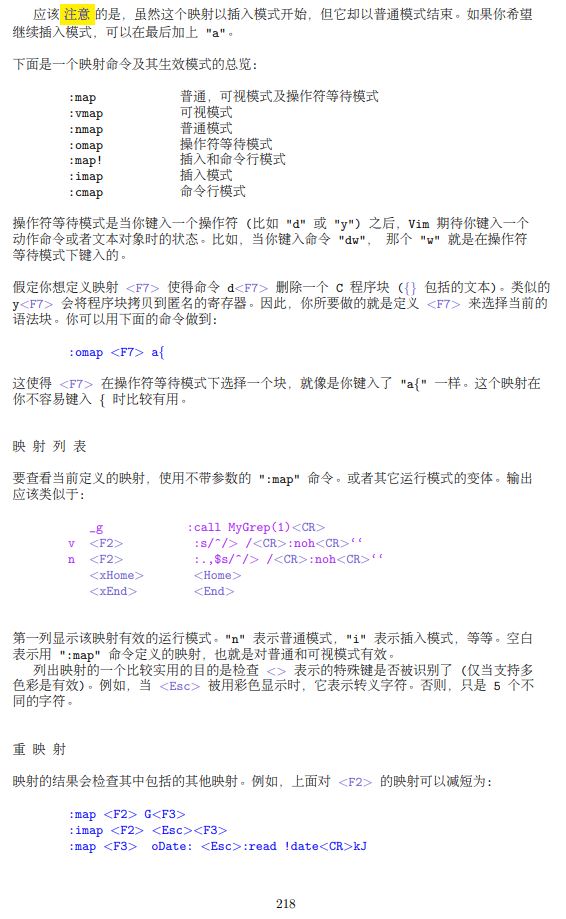 应该 注意 的是，虽然这个映射以插入模式开始，但它却以普通模式结束。如果你希望
继续插入模式，可以在最后加上 "a"。
下面是一个映射命令及其生效模式的总览：
:map 普通，可视模式及操作符等待模式
:vmap 可视模式
:nmap 普通模式
:omap 操作符等待模式
:map! 插入和命令行模式
:imap 插入模式
:cmap 命令行模式
操作符等待模式是当你键入一个操作符 (比如 "d" 或 "y") 之后，Vim 期待你键入一个
动作命令或者文本对象时的状态。比如，当你键入命令 "dw"， 那个 "w" 就是在操作符
等待模式下键入的。
假定你想定义映射 <F7> 使得命令 d<F7> 删除一个 C 程序块 ({} 包括的文本)。类似的
y<F7> 会将程序块拷贝到匿名的寄存器。因此，你所要做的就是定义 <F7> 来选择当前的
语法块。你可以用下面的命令做到：
:omap <F7> a{
这使得 <F7> 在操作符等待模式下选择一个块，就像是你键入了 "a{" 一样。这个映射在
你不容易键入 { 时比较有用。
映 射 列 表
要查看当前定义的映射，使用不带参数的 ":map" 命令。或者其它运行模式的变体。输出
应该类似于：
_g :call MyGrep(1)<CR>
v <F2> :s/^/> /<CR>:noh<CR>‘‘
n <F2> :.,$s/^/> /<CR>:noh<CR>‘‘
<xHome> <Home>
<xEnd> <End>
第一列显示该映射有效的运行模式。"n" 表示普通模式，"i" 表示插入模式，等等。空白
表示用 ":map" 命令定义的映射，也就是对普通和可视模式有效。
列出映射的一个比较实用的目的是检查 <> 表示的特殊键是否被识别了 (仅当支持多
色彩是有效)。例如，当 <Esc> 被用彩色显示时，它表示转义字符。否则，只是 5 个不
同的字符。
重 映 射
映射的结果会检查其中包括的其他映射。例如，上面对 <F2> 的映射可以减短为：
:map <F2> G<F3>
:imap <F2> <Esc><F3>
:map <F3> oDate: <Esc>:read !date<CR>kJ
218